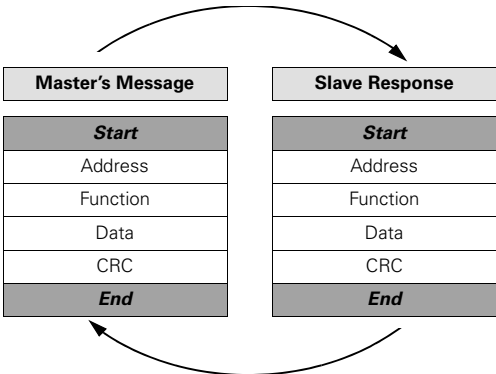 Master's Message
Start
Address
Function
Data
CRC
End
Slave Response
Start
Address
Function
Data
CRC
End